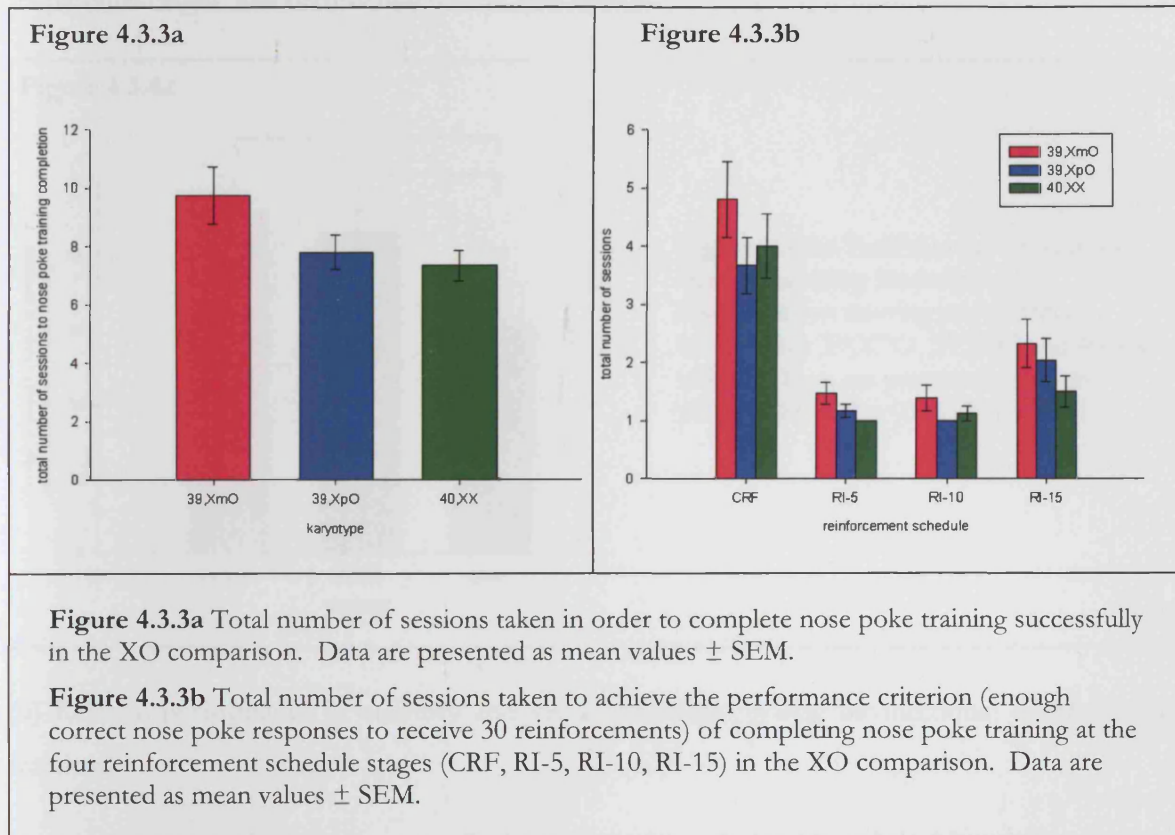 Figure 4.3.3a
total number of sessions to nose poke training completion
12
10
8
6
4
2
0
39,XmO 39,XpO 40,XX
karyotype
Figure 4.3.3b
total number of sessions
6
5
4
3
2
1
0
39,XmO
39,XpO
40,XX
CRF RI-5 RI-10 RI-15
reinforcement schedule
Figure 4.3.3a Total number of sessions taken in order to complete nose poke training successfully
in the XO comparison. Data are presented as mean values ± SEM.
Figure 4.3.3b Total number of sessions taken to achieve the performance criterion (enough
correct nose poke responses to receive 30 reinforcements) of completing nose poke training at the
four reinforcement schedule stages (CRF, RI-5, RI-10, RI-15) in the XO comparison. Data are
presented as mean values ± SEM.